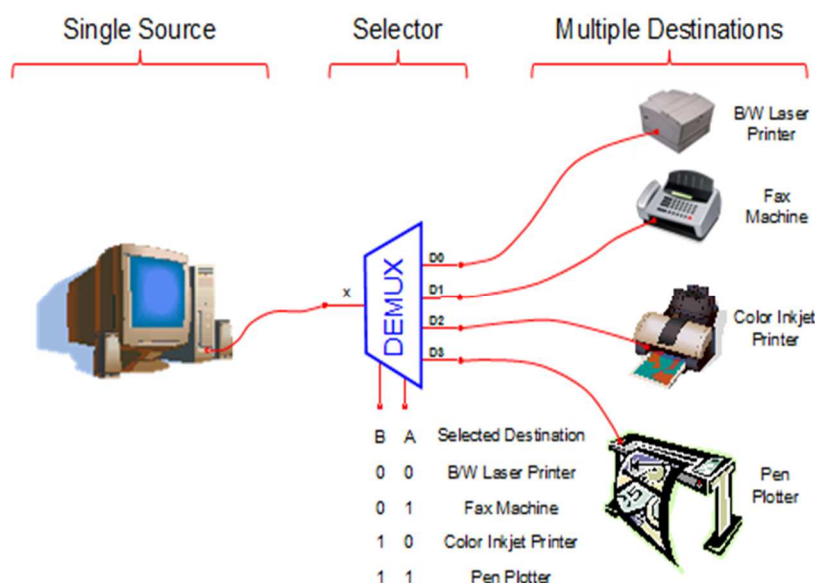 Single Source
Selector
Multiple Destinations
B/W Laser
Printer
Fax
Machine
D0
D1
X
DEMUX
D2
D3
Color Inkjet
Printer
B A Selected Destination
0 0 B/W Laser Printer
0 1 Fax Machine
1 0 Color Inkjet Printer
1 1 Pen Plotter
Pen
Plotter